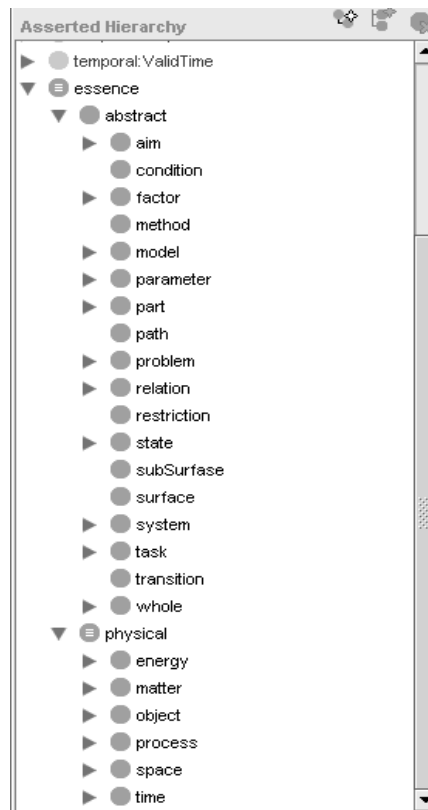 Asserted Hierarchy
temporal:ValidTime
essence
abstract
aim
condition
factor
method
model
parameter
part
path
problem
relation
restriction
state
subSurfase
surface
system
task
transition
whole
physical
energy
matter
object
process
space
time